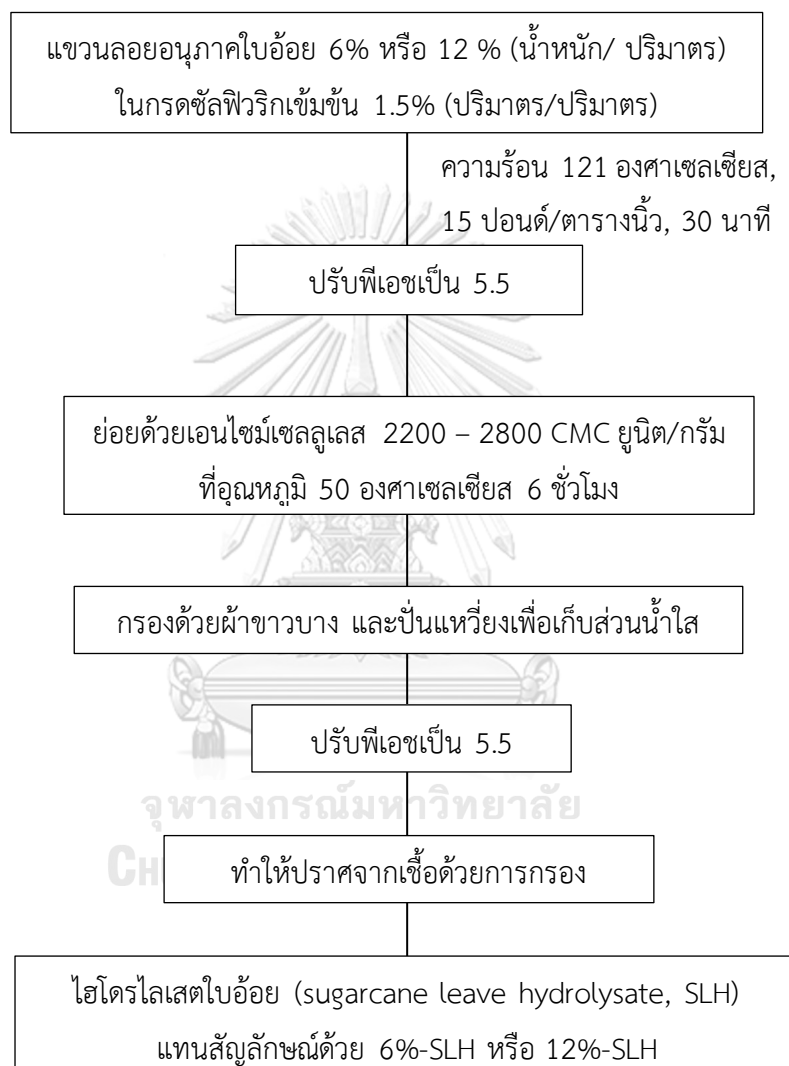 แขวนลอยอนุภาคใบอ้อย 6% หรือ 12 % (น้ำหนัก/ ปริมาตร)
ในกรดซัลฟิวริกเข้มข้น 1.5% (ปริมาตร/ปริมาตร)
ความร้อน 121 องศาเซลเซียส,
15 ปอนด์/ตารางนิ้ว, 30 นาที
ปรับพีเอชเป็น 5.5
ย่อยด้วยเอนไซม์เซลลูเลส 2200 – 2800 CMC ยูนิต/กรัม
ที่อุณหภูมิ 50 องศาเซลเซียส 6 ชั่วโมง
กรองด้วยผ้าขาวบาง และปั่นแหวี่ยงเพื่อเก็บส่วนน้ำใส
ปรับพีเอชเป็น 5.5
จุฬาลงกรณ์มหาวิทยาลัย
ทำให้ปราศจากเชื้อด้วยการกรอง
ไฮโดรไลเสตใบอ้อย (sugarcane leave hydrolysate, SLH)
แทนสัญลักษณ์ด้วย 6%-SLH หรือ 12%-SLH